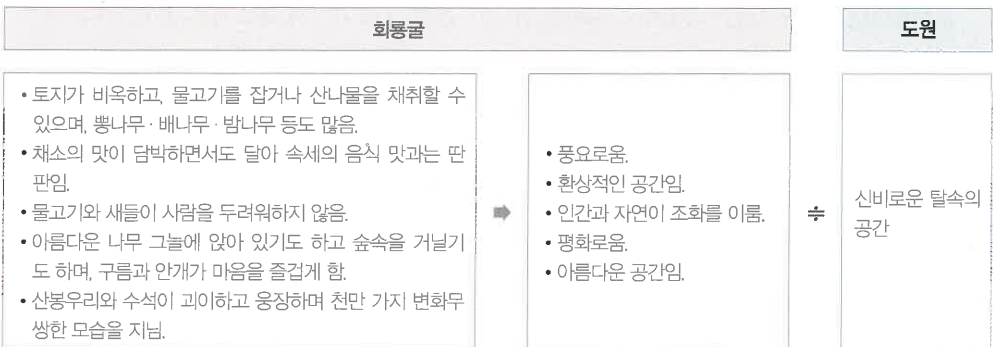 회룡굴
도원
• 토지가 비옥하고, 물고기를 잡거나 산나물을 채취할 수
있으며, 뽕나무 · 배나무 · 밤나무 등도 많음.
• 채소의 맛이 담박하면서도 달아 속세의 음식 맛과는 딴
판임.
• 물고기와 새들이 사람을 두려워하지 않음.
• 아름다운 나무 그늘에 앉아 있기도 하고 숲속을 거닐기
도 하며, 구름과 안개가 마음을 즐겁게 함.
• 산봉우리와 수석이 괴이하고 웅장하며 천만 가지 변화무
쌍한 모습을 지님.
➡
• 풍요로움.
• 환상적인 공간임.
• 인간과 자연이 조화를 이룸.
• 평화로움.
• 아름다운 공간임.
≑
신비로운 탈속의
공간